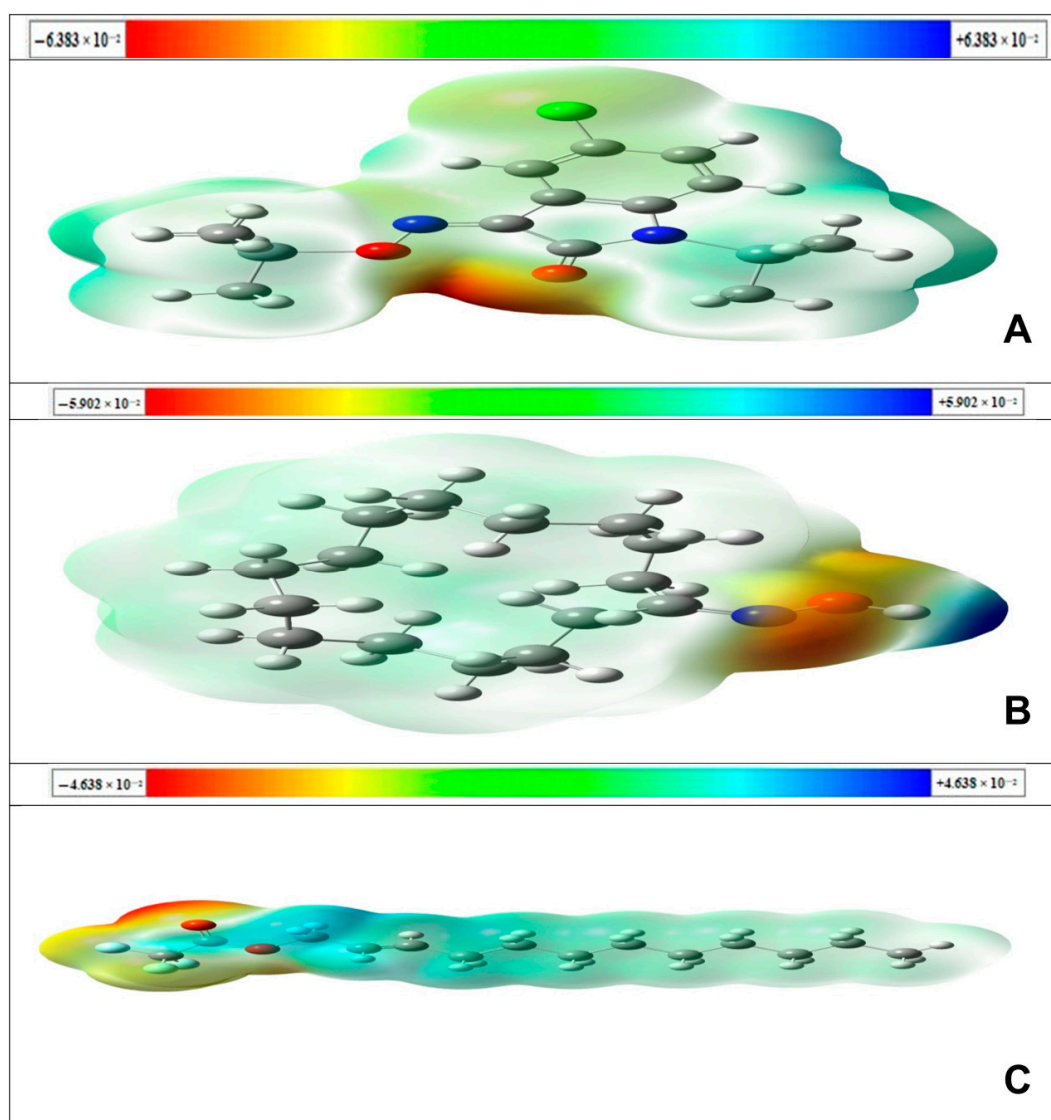 −6.383 × 10⁻² +6.383 × 10⁻²
A
−5.902 × 10⁻² +5.902 × 10⁻²
B
−4.638 × 10⁻² +4.638 × 10⁻²
C